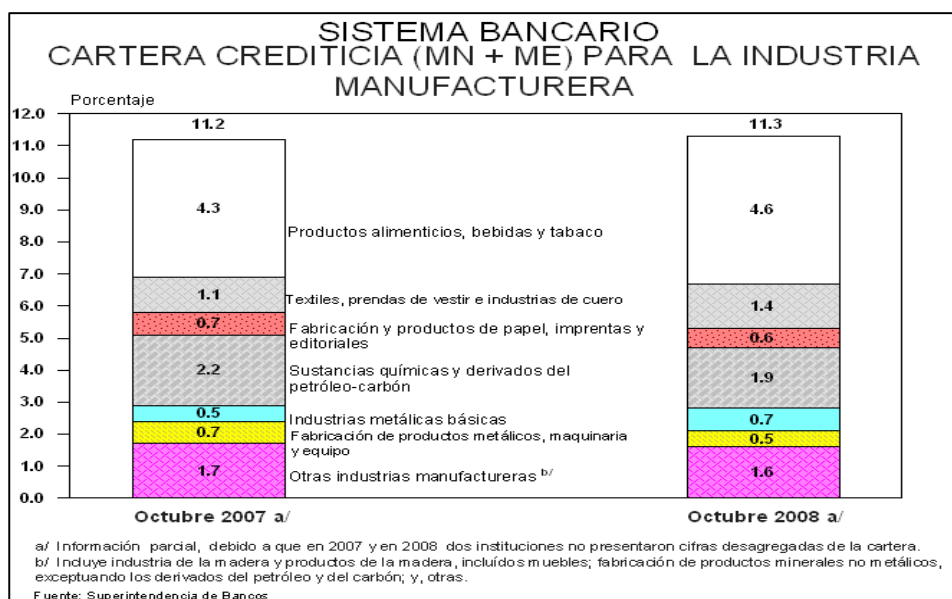 SISTEMA BANCARIO
CARTERA CREDITICIA (MN + ME) PARA LA INDUSTRIA
MANUFACTURERA
Porcentaje
12.0
11.0
10.0
9.0
8.0
7.0
6.0
5.0
4.0
3.0
2.0
1.0
0.0
11.2
4.3
1.1
0.7
2.2
0.5
0.7
1.7
Productos alimenticios, bebidas y tabaco
Textiles, prendas de vestir e industrias de cuero
Fabricación y productos de papel, imprentas y
editoriales
Sustancias químicas y derivados del
petróleo-carbón
Industrias metálicas básicas
Fabricación de productos metálicos, maquinaria
y equipo
Otras industrias manufactureras b/
11.3
4.6
1.4
0.6
1.9
0.7
0.5
1.6
Octubre 2007 a/
Octubre 2008 a/
a/ Información parcial, debido a que en 2007 y en 2008 dos instituciones no presentaron cifras desagregadas de la cartera.
b/ Incluye industria de la madera y productos de la madera, incluídos muebles; fabricación de productos minerales no metálicos,
exceptuando los derivados del petróleo y del carbón; y, otras.
Fuente: Superintendencia de Bancos